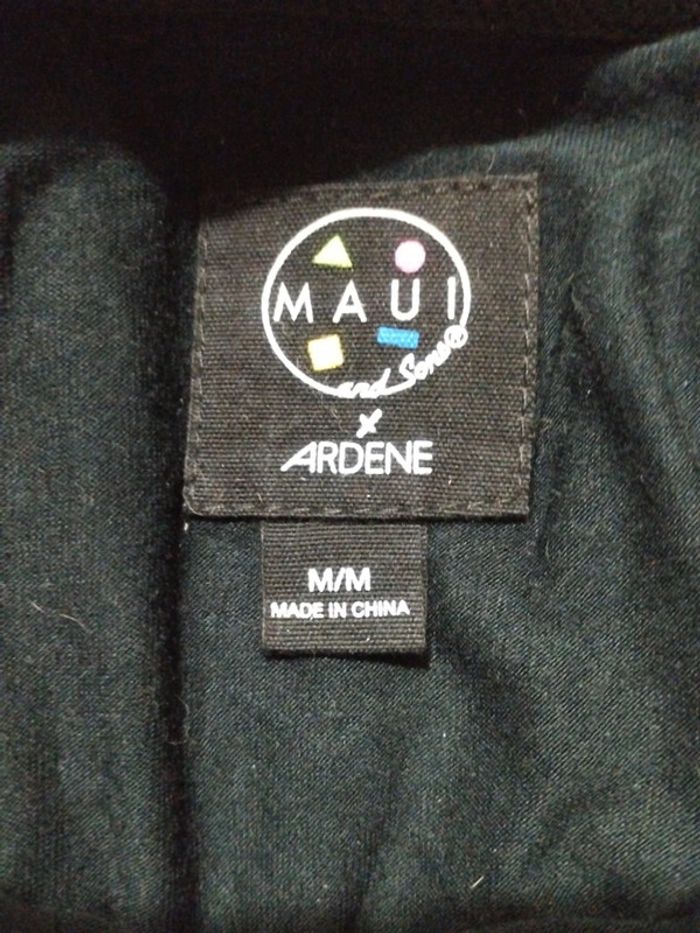 MAUI
and Sons®
x
ARDENE
M/M
MADE IN CHINA